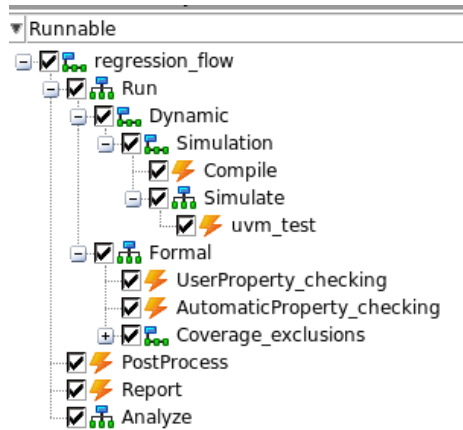 Runnable
regression_flow
Run
Dynamic
Simulation
Compile
Simulate
uvm_test
Formal
UserProperty_checking
AutomaticProperty_checking
Coverage_exclusions
PostProcess
Report
Analyze